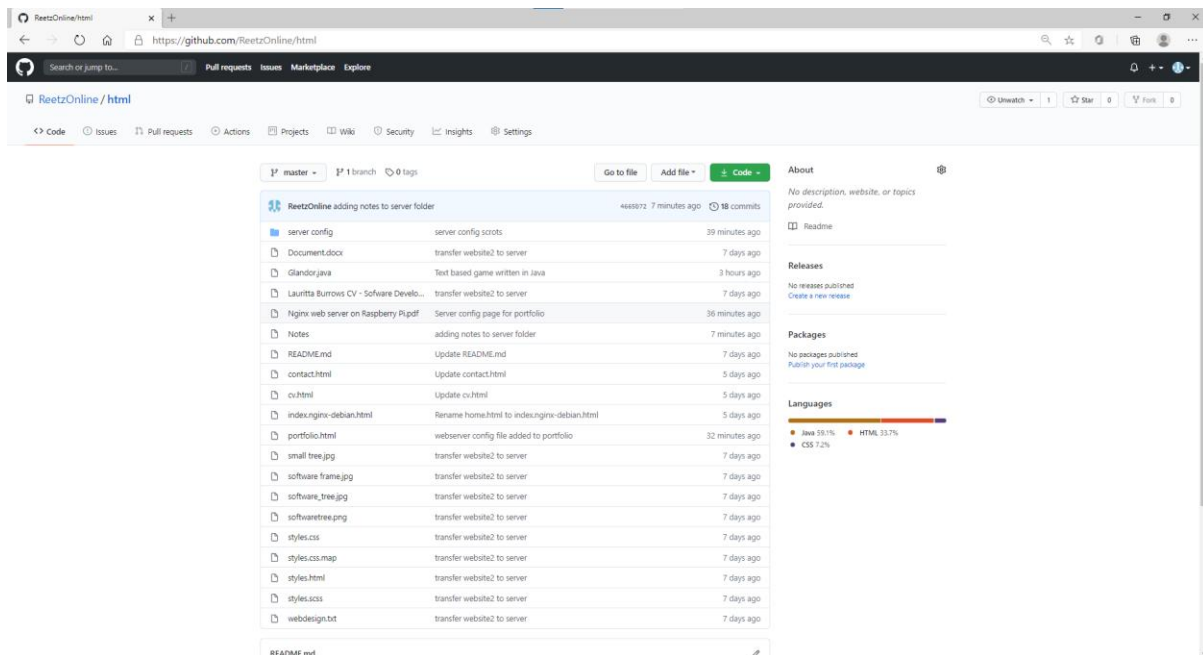 ReetzOnline/html
https://github.com/ReetzOnline/html
Search or jump to... / Pull requests Issues Marketplace Explore
ReetzOnline / html Unwatch 1 Star 0 Fork 0
Code Issues Pull requests Actions Projects Wiki Security Insights Settings
master 1 branch 0 tags Go to file Add file Code
ReetzOnline adding notes to server folder 7 minutes ago 18 commits
server config server config scrots 39 minutes ago
Document.docx transfer website2 to server 7 days ago
Glandor.java Text based game written in Java 3 hours ago
Lauritta Burrows CV - Sofware Develo... transfer website2 to server 7 days ago
Nginx web server on Raspberry Pi.pdf Server config page for portfolio 36 minutes ago
Notes adding notes to server folder 7 minutes ago
README.md Update README.md 7 days ago
contact.html Update contact.html 5 days ago
cv.html Update cv.html 5 days ago
index.nginx-debian.html Rename home.html to index.nginx-debian.html 5 days ago
portfolio.html webserver config file added to portfolio 32 minutes ago
small tree.jpg transfer website2 to server 7 days ago
software frame.jpg transfer website2 to server 7 days ago
software_tree.jpg transfer website2 to server 7 days ago
softwaretree.png transfer website2 to server 7 days ago
styles.css transfer website2 to server 7 days ago
styles.css.map transfer website2 to server 7 days ago
styles.html transfer website2 to server 7 days ago
styles.scss transfer website2 to server 7 days ago
webdesign.txt transfer website2 to server 7 days ago
README.md
About
No description, website, or topics
provided.
Readme
Releases
No releases published
Create a new release
Packages
No packages published
Publish your first package
Languages
Java 59.1% HTML 33.7%
CSS 7.2%